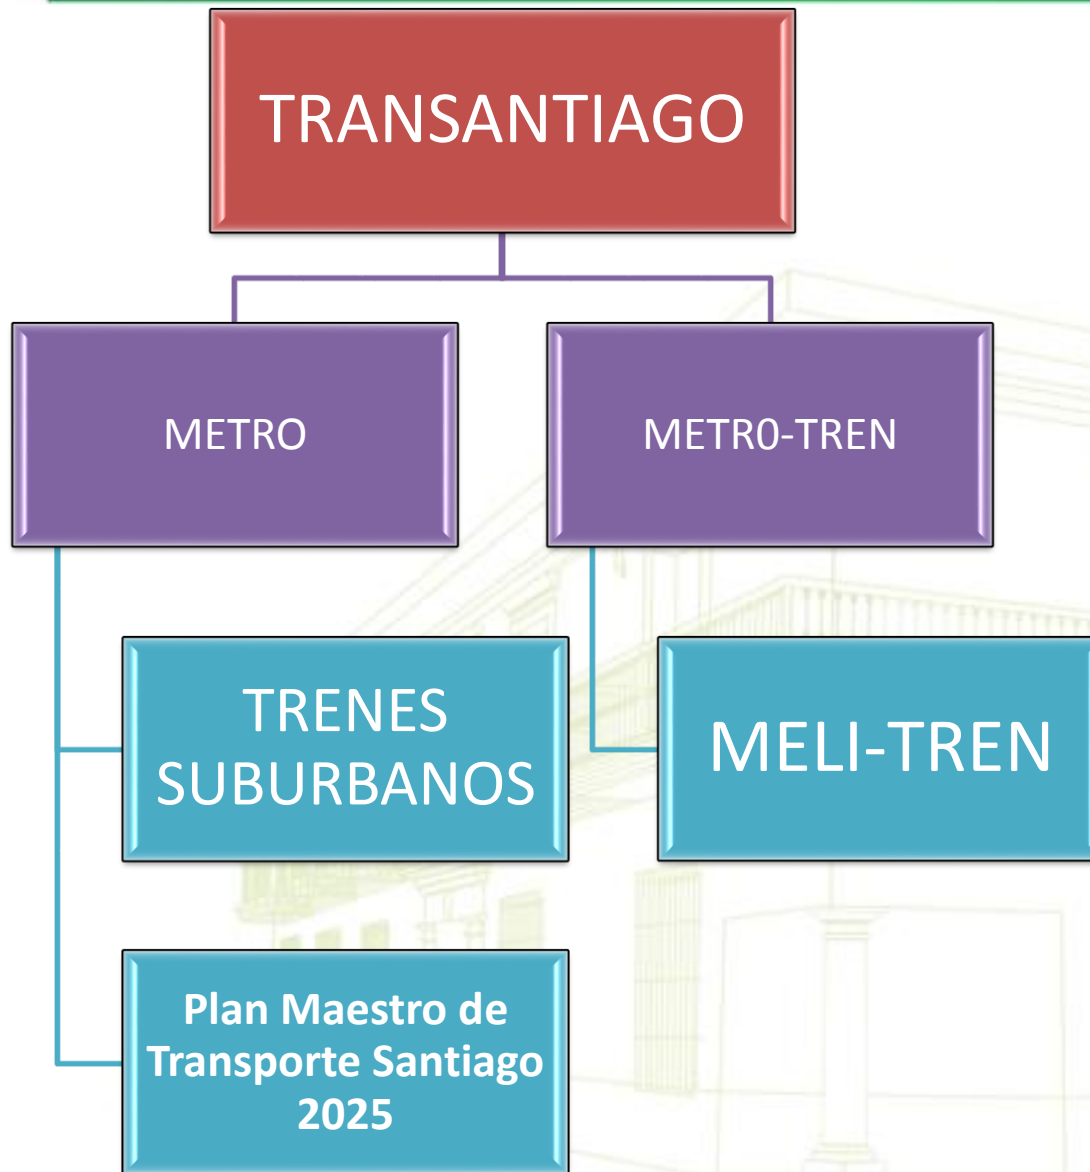 TRANSANTIAGO
METRO
METR0-TREN
TRENES
SUBURBANOS
MELI-TREN
Plan Maestro de
Transporte Santiago
2025